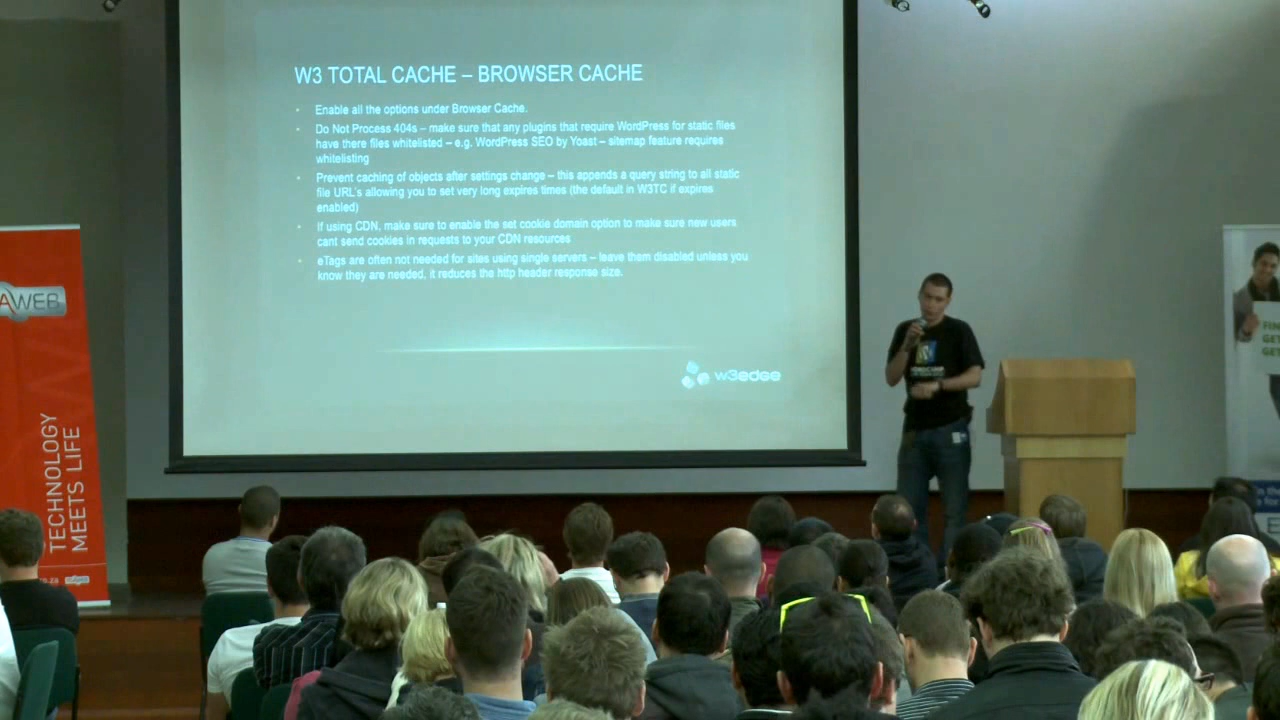 W3 TOTAL CACHE – BROWSER CACHE
• Enable all the options under Browser Cache.
• Do Not Process 404s – make sure that any plugins that require WordPress for static files
have there files whitelisted – e.g. WordPress SEO by Yoast – sitemap feature requires
whitelisting
• Prevent caching of objects after settings change – this appends a query string to all static
file URL's allowing you to set very long expires times (the default in W3TC if expires
enabled)
• If using CDN, make sure to enable the set cookie domain option to make sure new users
cant send cookies in requests to your CDN resources
• eTags are often not needed for sites using single servers – leave them disabled unless you
know they are needed, it reduces the http header response size.
w3edge
AWEB
TECHNOLOGY
MEETS LIFE
FIN
GET
GET